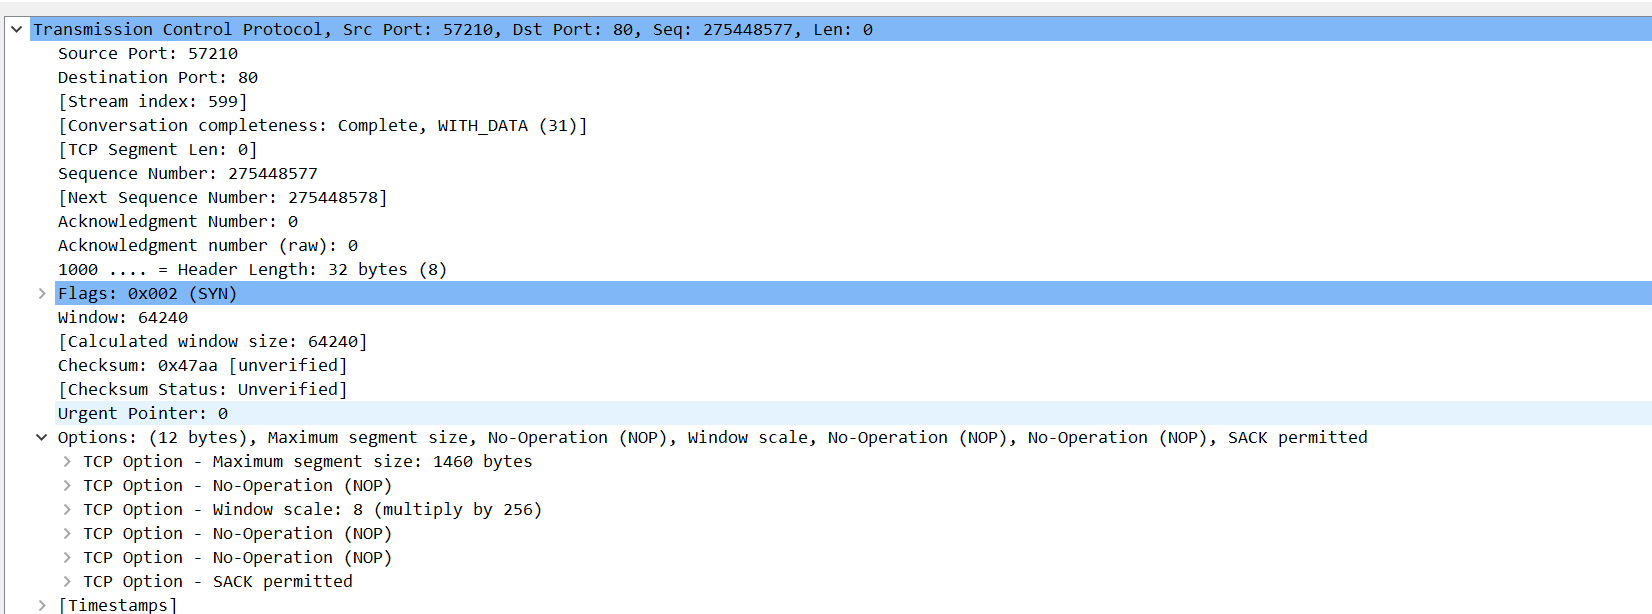 Transmission Control Protocol, Src Port: 57210, Dst Port: 80, Seq: 275448577, Len: 0
Source Port: 57210
Destination Port: 80
[Stream index: 599]
[Conversation completeness: Complete, WITH_DATA (31)]
[TCP Segment Len: 0]
Sequence Number: 275448577
[Next Sequence Number: 275448578]
Acknowledgment Number: 0
Acknowledgment number (raw): 0
1000 .... = Header Length: 32 bytes (8)
Flags: 0x002 (SYN)
Window: 64240
[Calculated window size: 64240]
Checksum: 0x47aa [unverified]
[Checksum Status: Unverified]
Urgent Pointer: 0
Options: (12 bytes), Maximum segment size, No-Operation (NOP), Window scale, No-Operation (NOP), No-Operation (NOP), SACK permitted
TCP Option - Maximum segment size: 1460 bytes
TCP Option - No-Operation (NOP)
TCP Option - Window scale: 8 (multiply by 256)
TCP Option - No-Operation (NOP)
TCP Option - No-Operation (NOP)
TCP Option - SACK permitted
[Timestamps]